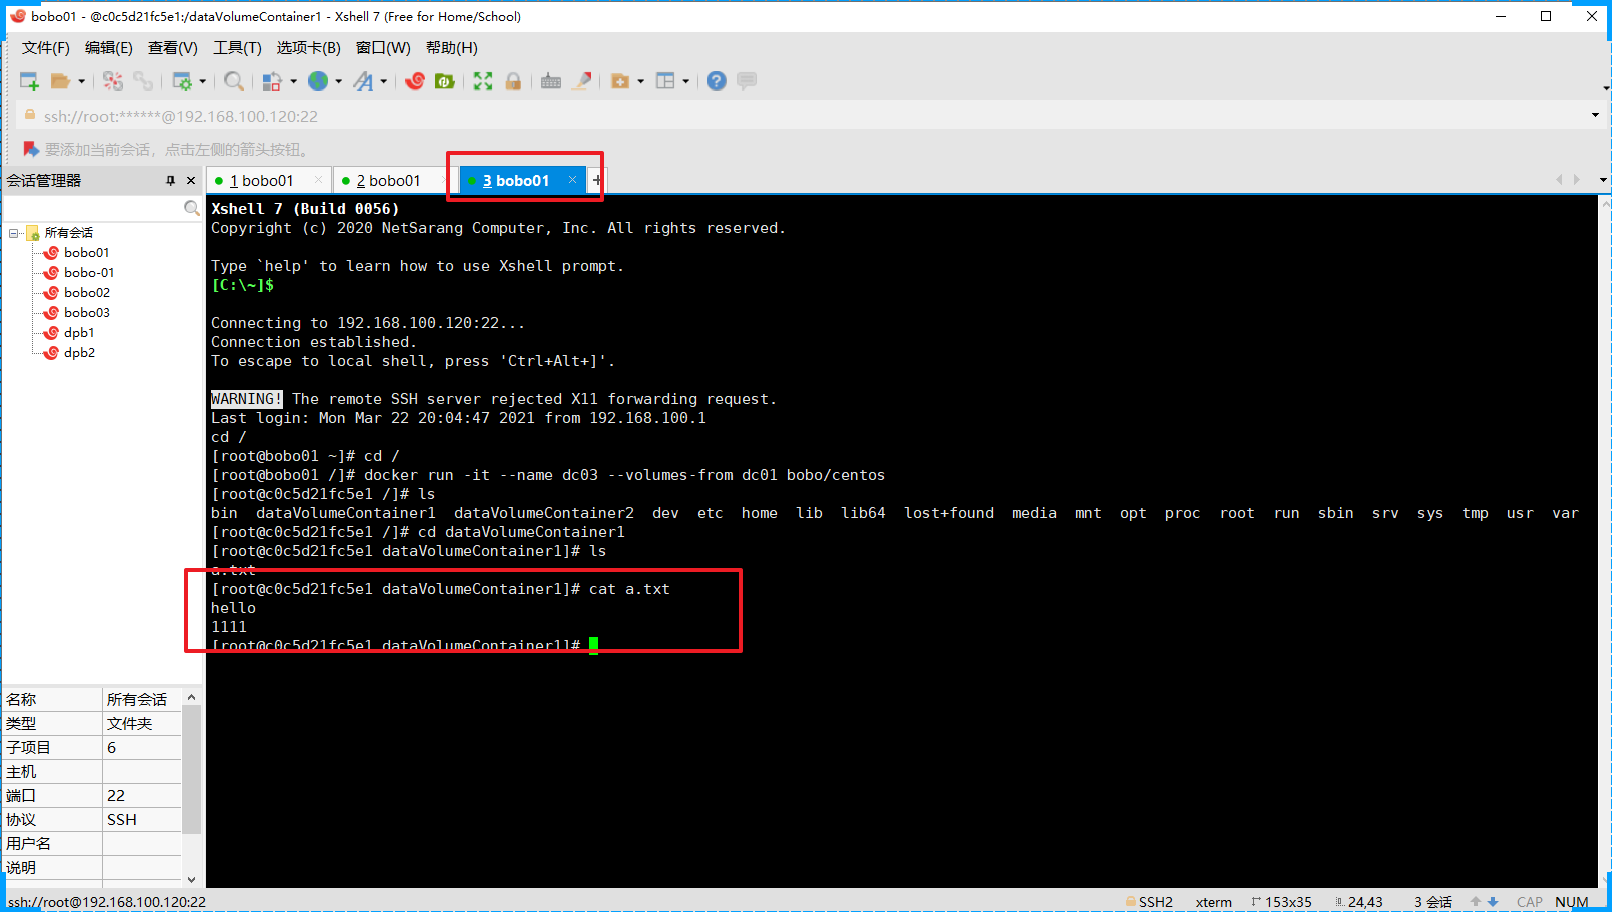 bobo01 - @c0c5d21fc5e1:/dataVolumeContainer1 - Xshell 7 (Free for Home/School)
文件(F) 编辑(E) 查看(V) 工具(T) 选项卡(B) 窗口(W) 帮助(H)
ssh://root:******@192.168.100.120:22
要添加当前会话，点击左侧的箭头按钮。
会话管理器
1 bobo01 2 bobo01 3 bobo01
所有会话
bobo01
bobo-01
bobo02
bobo03
dpb1
dpb2
Xshell 7 (Build 0056)
Copyright (c) 2020 NetSarang Computer, Inc. All rights reserved.
Type `help' to learn how to use Xshell prompt.
[C:\~]$
Connecting to 192.168.100.120:22...
Connection established.
To escape to local shell, press 'Ctrl+Alt+]'.
WARNING! The remote SSH server rejected X11 forwarding request.
Last login: Mon Mar 22 20:04:47 2021 from 192.168.100.1
cd /
[root@bobo01 ~]# cd /
[root@bobo01 /]# docker run -it --name dc03 --volumes-from dc01 bobo/centos
[root@c0c5d21fc5e1 /]# ls
bin dataVolumeContainer1 dataVolumeContainer2 dev etc home lib lib64 lost+found media mnt opt proc root run sbin srv sys tmp usr var
[root@c0c5d21fc5e1 /]# cd dataVolumeContainer1
[root@c0c5d21fc5e1 dataVolumeContainer1]# ls
a.txt
[root@c0c5d21fc5e1 dataVolumeContainer1]# cat a.txt
hello
1111
[root@c0c5d21fc5e1 dataVolumeContainer1]#
名称 所有会话
类型 文件夹
子项目 6
主机
端口 22
协议 SSH
用户名
说明
ssh://root@192.168.100.120:22 SSH2 xterm 153x35 24,43 3 会话 CAP NUM